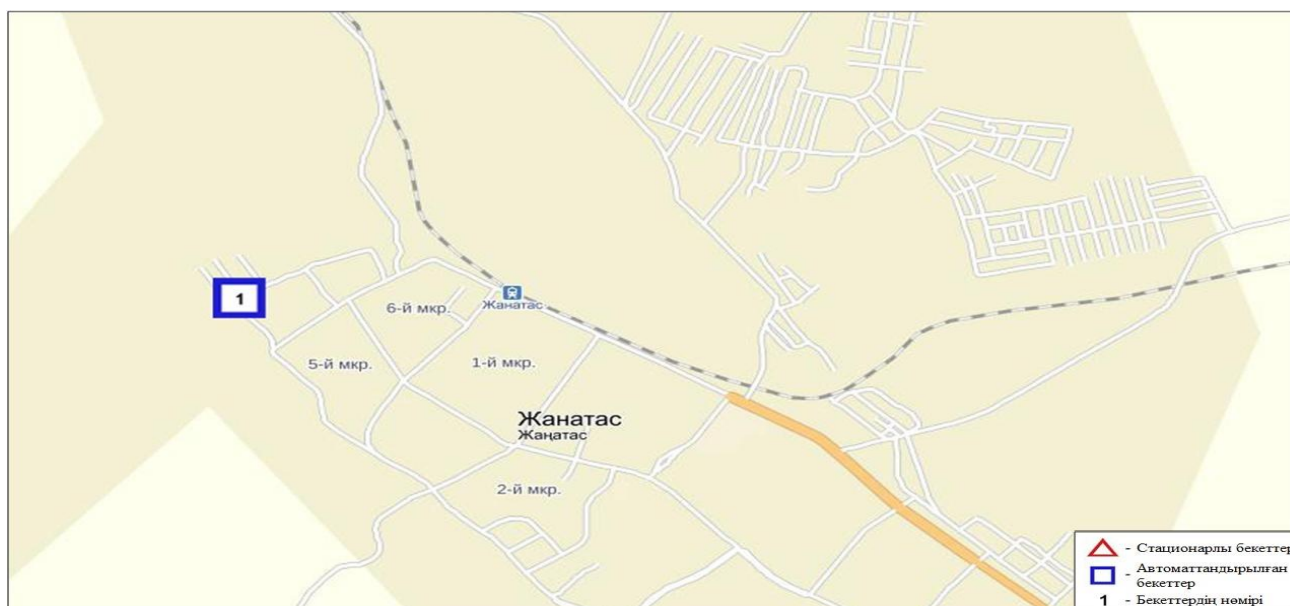 1
6-й мкр.
Жанатас
5-й мкр.
1-й мкр.
Жанатас
Жаңатас
2-й мкр.
- Стационарлы бекеттер
- Автоматтандырылған
бекеттер
1 - Бекеттердің нөмірі